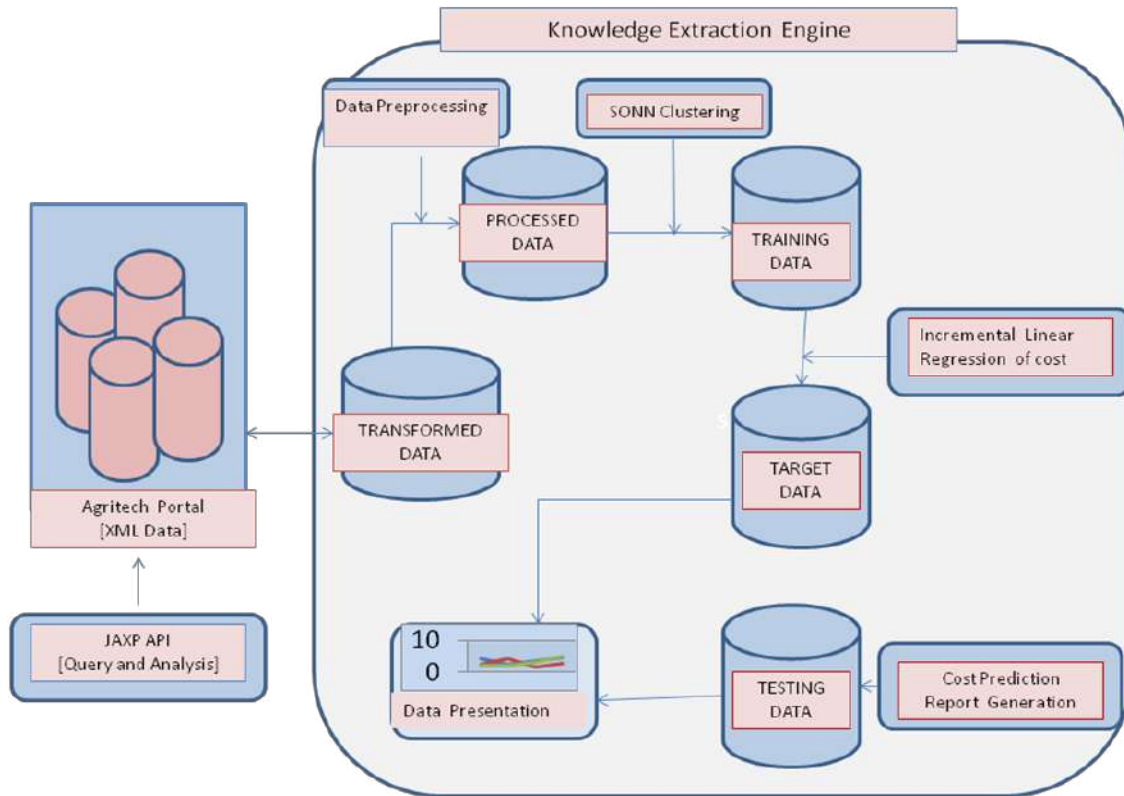 Knowledge Extraction Engine
Data Preprocessing
SONN Clustering
PROCESSED
DATA
TRAINING
DATA
Incremental Linear
Regression of cost
TRANSFORMED
DATA
S
TARGET
DATA
Agritech Portal
[XML Data]
JAXP API
[Query and Analysis]
10
0
Data Presentation
TESTING
DATA
Cost Prediction
Report Generation